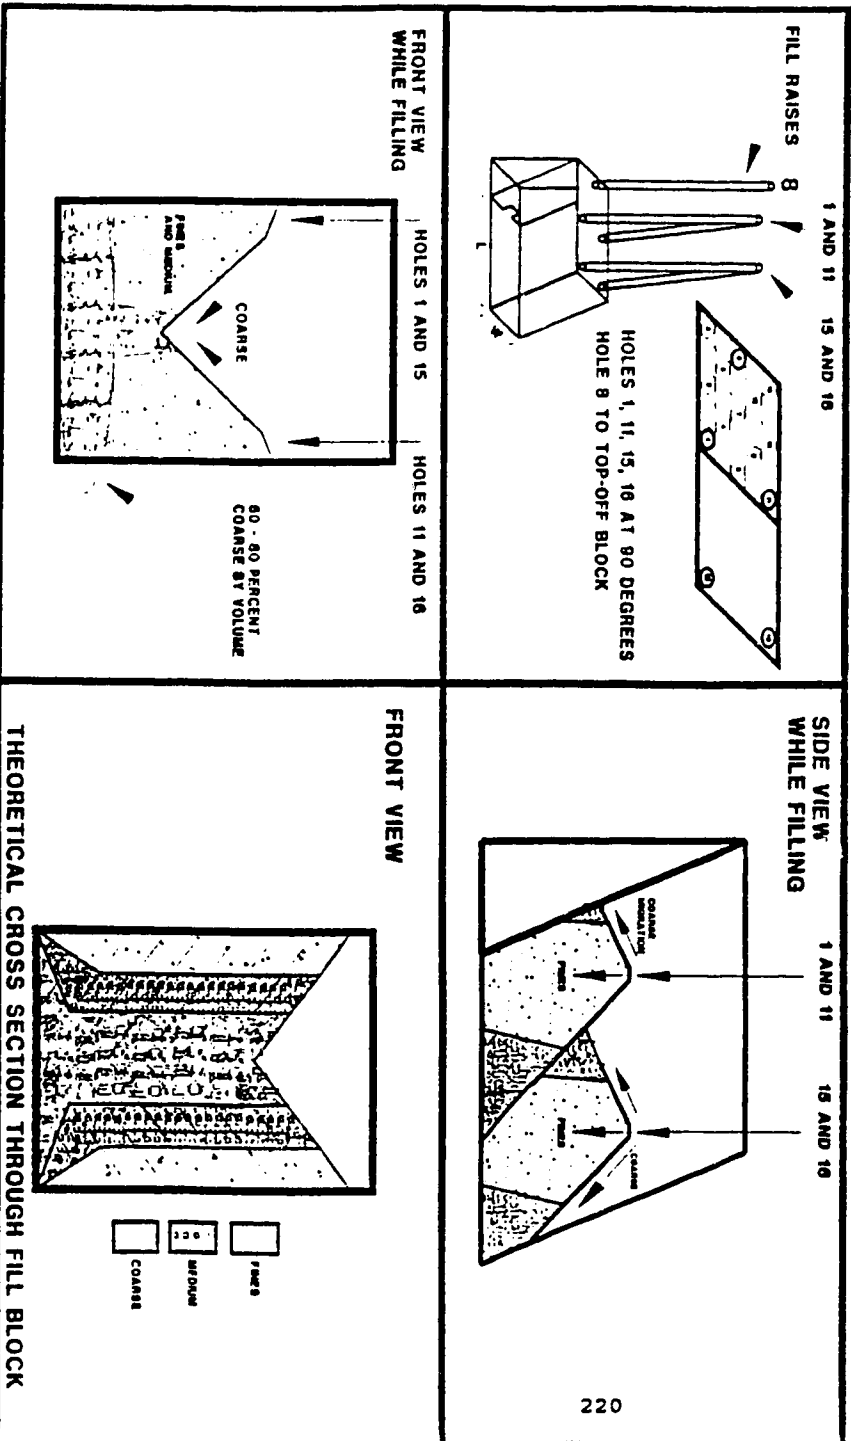 FILL RAISES
8
1 AND 11
15 AND 16
HOLES 1, 11, 15, 16 AT 90 DEGREES
HOLE 8 TO TOP-OFF BLOCK
L
SIDE VIEW
WHILE FILLING
1 AND 11
15 AND 16
COARSE
MIGRATION
FINES
FINES
COARSE
FRONT VIEW
WHILE FILLING
HOLES 1 AND 15
HOLES 11 AND 16
FINES
AND MEDIUM
COARSE
PERCENT
COARSE BY VOLUME
FRONT VIEW
FINES
MEDIUM
COARSE
THEORETICAL CROSS SECTION THROUGH FILL BLOCK
220